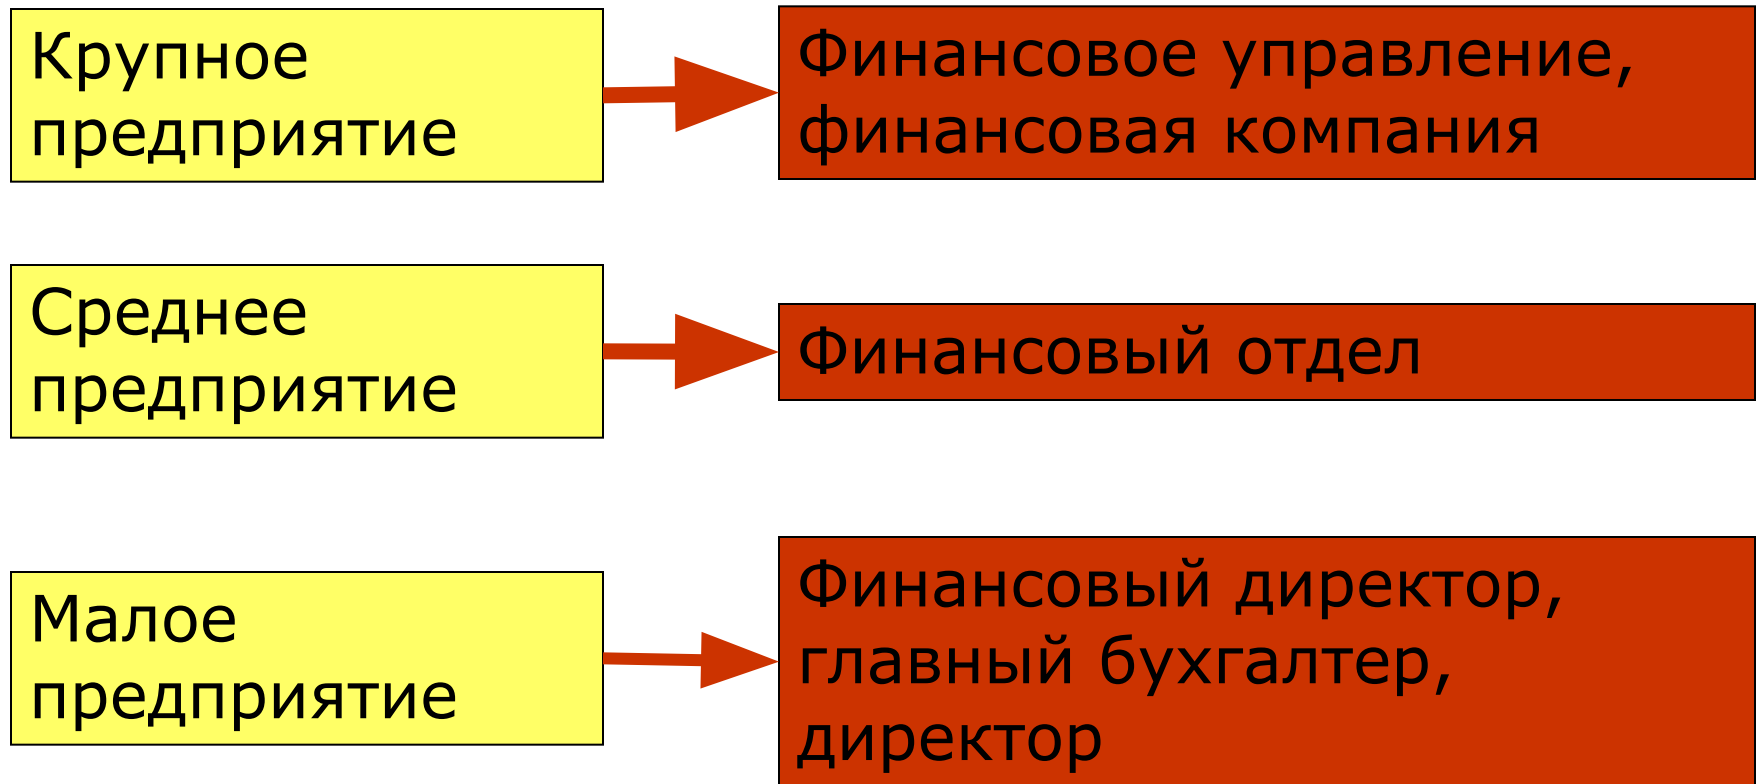 Крупное
предприятие
Финансовое управление,
финансовая компания
Среднее
предприятие
Финансовый отдел
Малое
предприятие
Финансовый директор,
главный бухгалтер,
директор